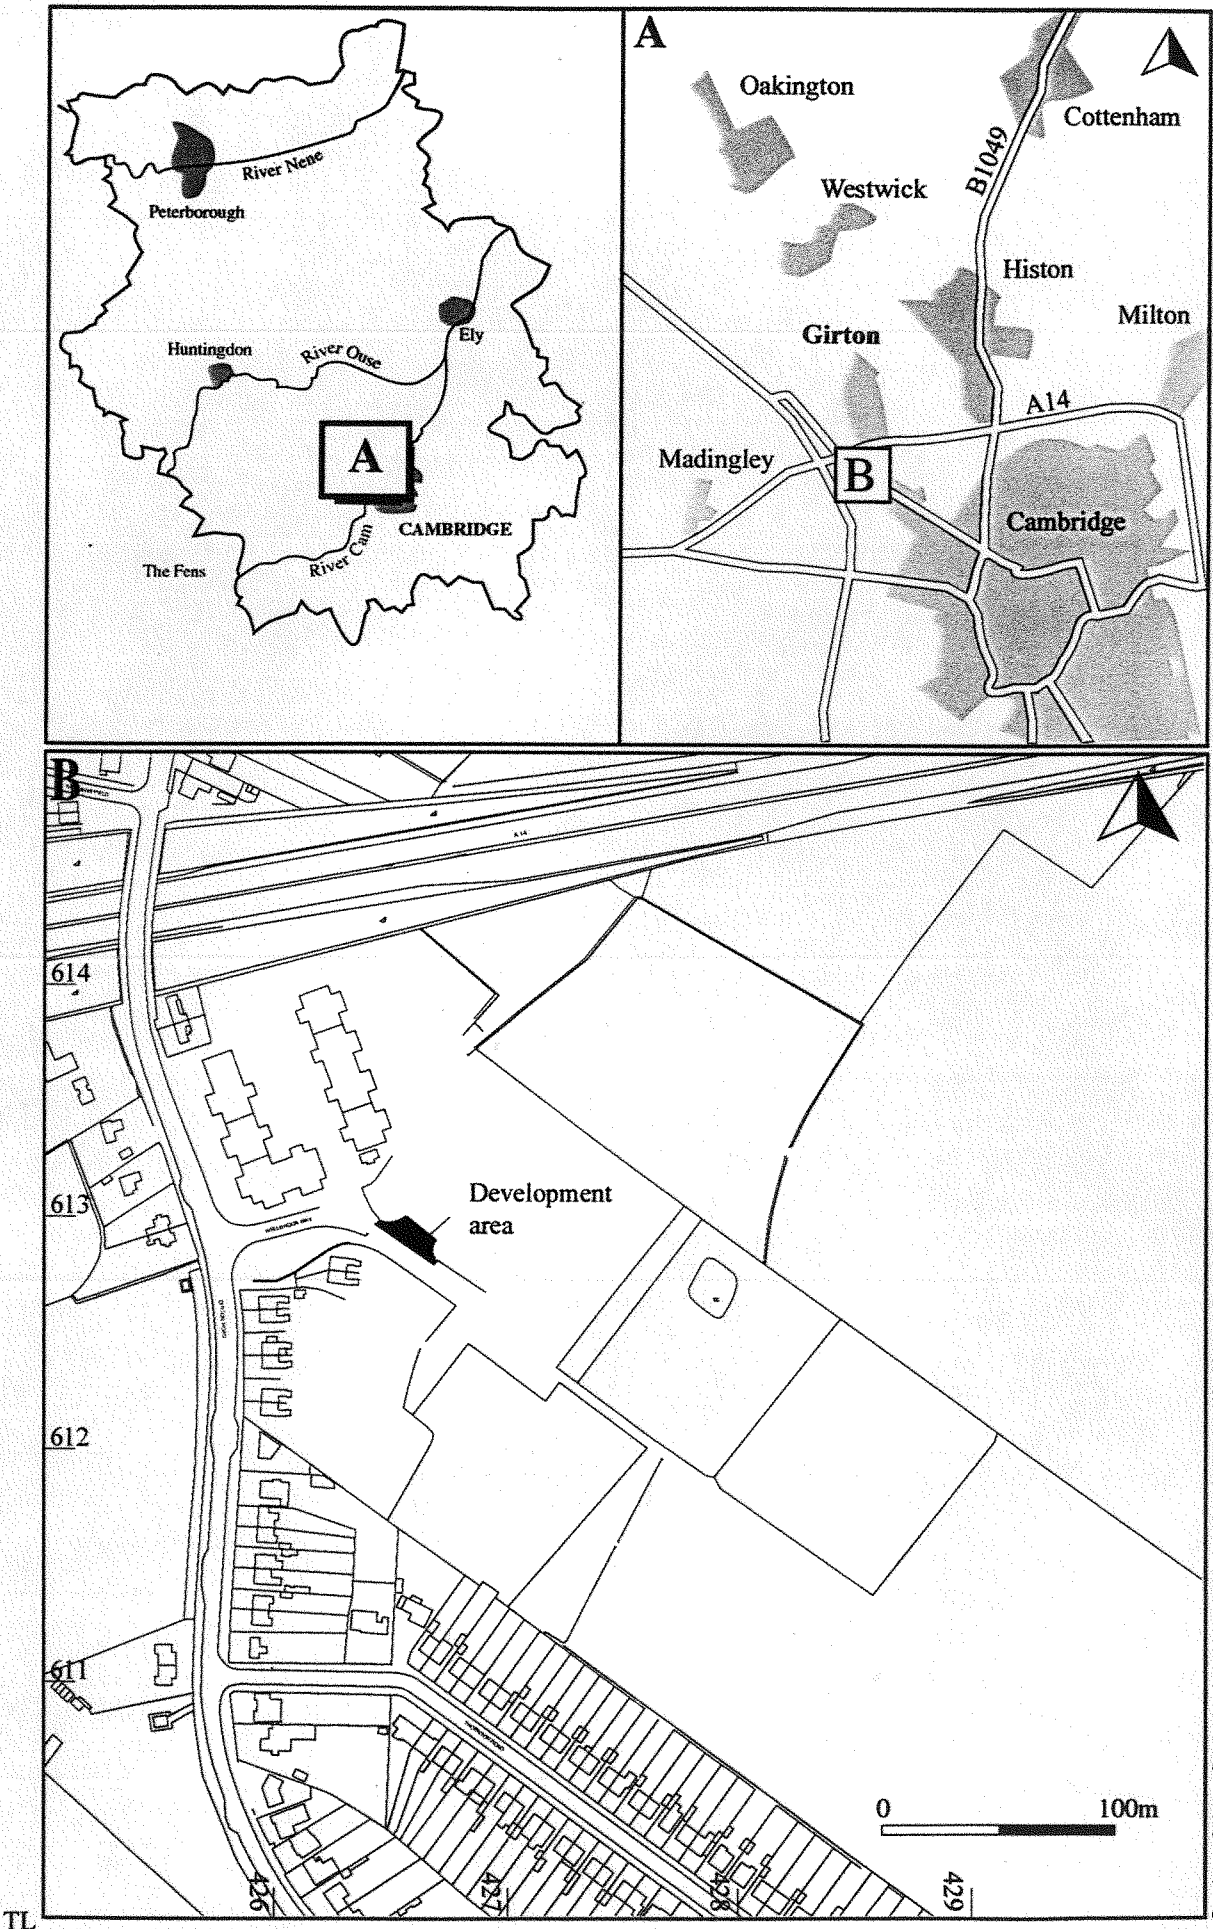 River Nene
Peterborough
Ely
Huntingdon
River Ouse
A
CAMBRIDGE
River Cam
The Fens
A
Oakington
Cottenham
B1049
Westwick
Histon
Milton
Girton
A14
Madingley
B
Cambridge
B
A 14
614
Development
area
613
612
611
0 100m
426
427
428
429
TL